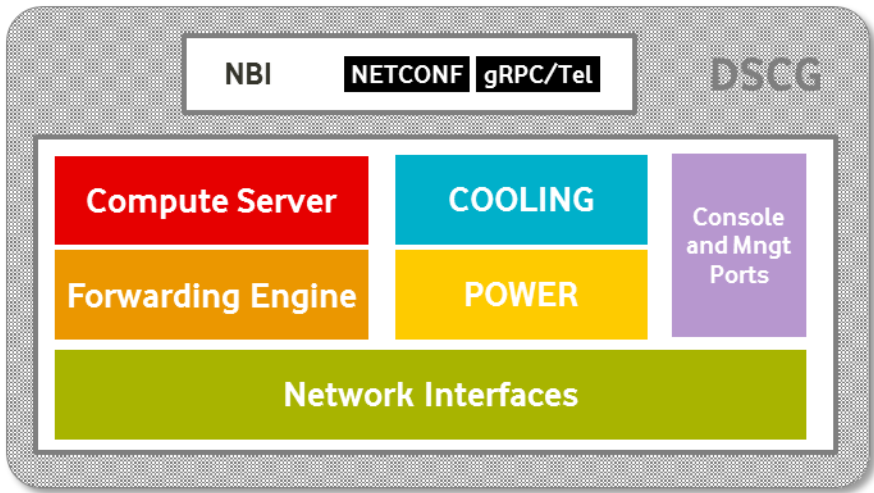 NBI NETCONF gRPC/Tel DSCG
Compute Server
COOLING
Console
and Mngt
Ports
Forwarding Engine
POWER
Network Interfaces